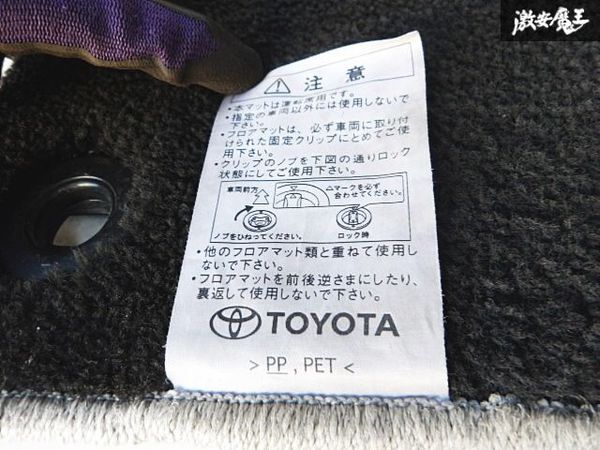 激安魔王
注意
・本マットは運転席用です。
・指定の車両以外には使用しないで
下さい。
・フロアマットは、必ず車両に取り付
けられた固定クリップにとめてご使
用下さい。
・クリップのノブを下図の通りロック
状態にしてご使用下さい。
車両前方
△マークを必ず
合わせてください。
ノブをひねってください。
ロック時
・他のフロアマット類と重ねて使用し
ないで下さい。
・フロアマットを前後逆さまにしたり、
裏返して使用しないで下さい。
TOYOTA
> PP , PET <